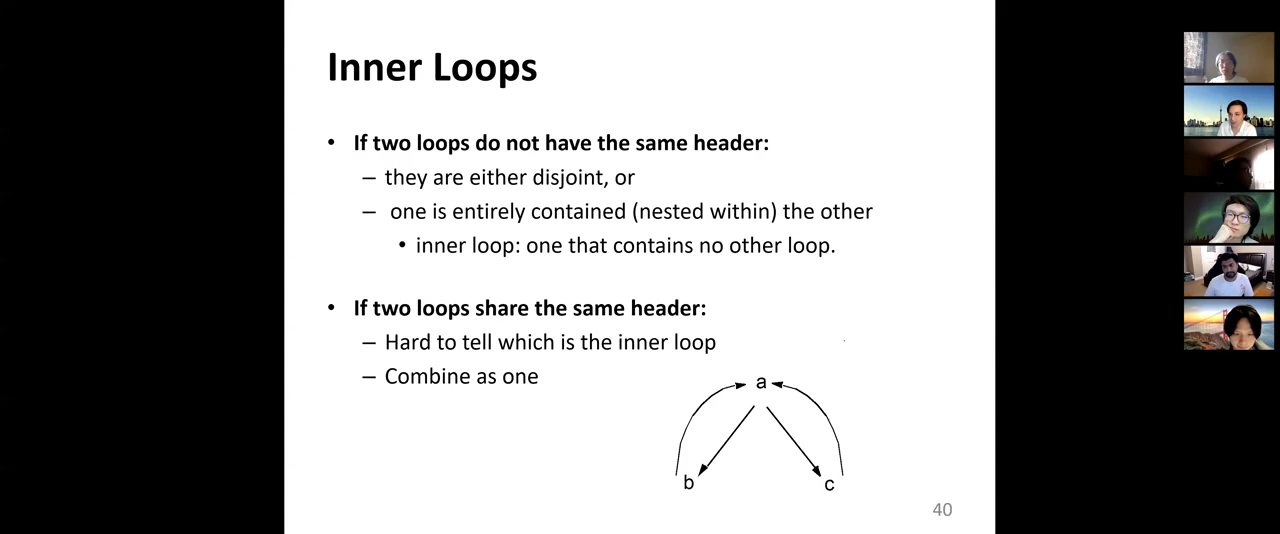 Inner Loops
• If two loops do not have the same header:
– they are either disjoint, or
– one is entirely contained (nested within) the other
• inner loop: one that contains no other loop.
• If two loops share the same header:
– Hard to tell which is the inner loop
– Combine as one
a
b
c
40